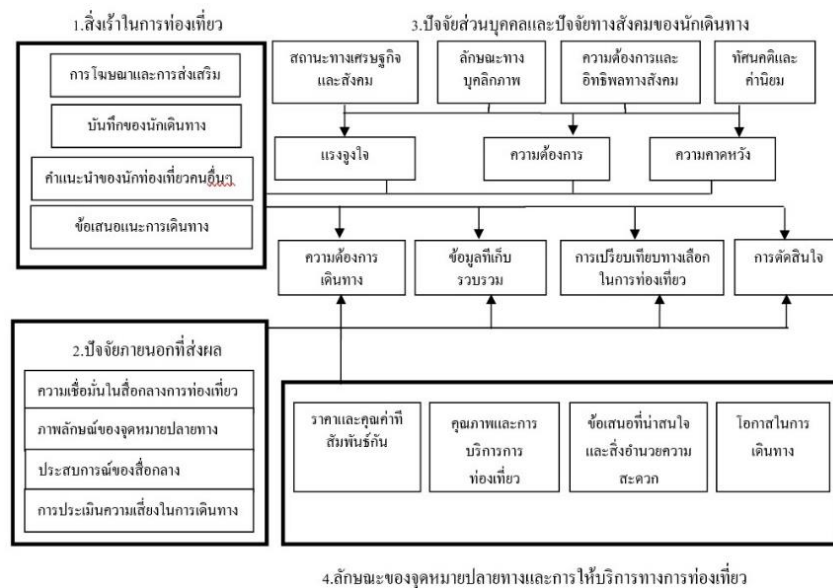 1.สิ่งเร้าในการท่องเที่ยว
การโฆษณาและการส่งเสริม
บันทึกของนักเดินทาง
คำแนะนำของนักท่องเที่ยวคนอื่นๆ
ข้อเสนอแนะการเดินทาง
3.ปัจจัยส่วนบุคคลและปัจจัยทางสังคมของนักเดินทาง
สถานะทางเศรษฐกิจ
และสังคม
ลักษณะทาง
บุคลิกภาพ
ความต้องการและ
อิทธิพลทางสังคม
ทัศนคติและ
ค่านิยม
แรงจูงใจ
ความต้องการ
ความคาดหวัง
ความต้องการ
เดินทาง
ข้อมูลที่เก็บ
รวบรวม
การเปรียบเทียบทางเลือก
ในการท่องเที่ยว
การตัดสินใจ
2.ปัจจัยภายนอกที่ส่งผล
ความเชื่อมั่นในสื่อกลางการท่องเที่ยว
ภาพลักษณ์ของจุดหมายปลายทาง
ประสบการณ์ของสื่อกลาง
การประเมินความเสี่ยงในการเดินทาง
ราคาและคุณค่าที่
สัมพันธ์กัน
คุณภาพและการ
บริการการ
ท่องเที่ยว
ข้อเสนอที่น่าสนใจ
และสิ่งอำนวยความ
สะดวก
โอกาสในการ
เดินทาง
4.ลักษณะของจุดหมายปลายทางและการให้บริการทางการท่องเที่ยว